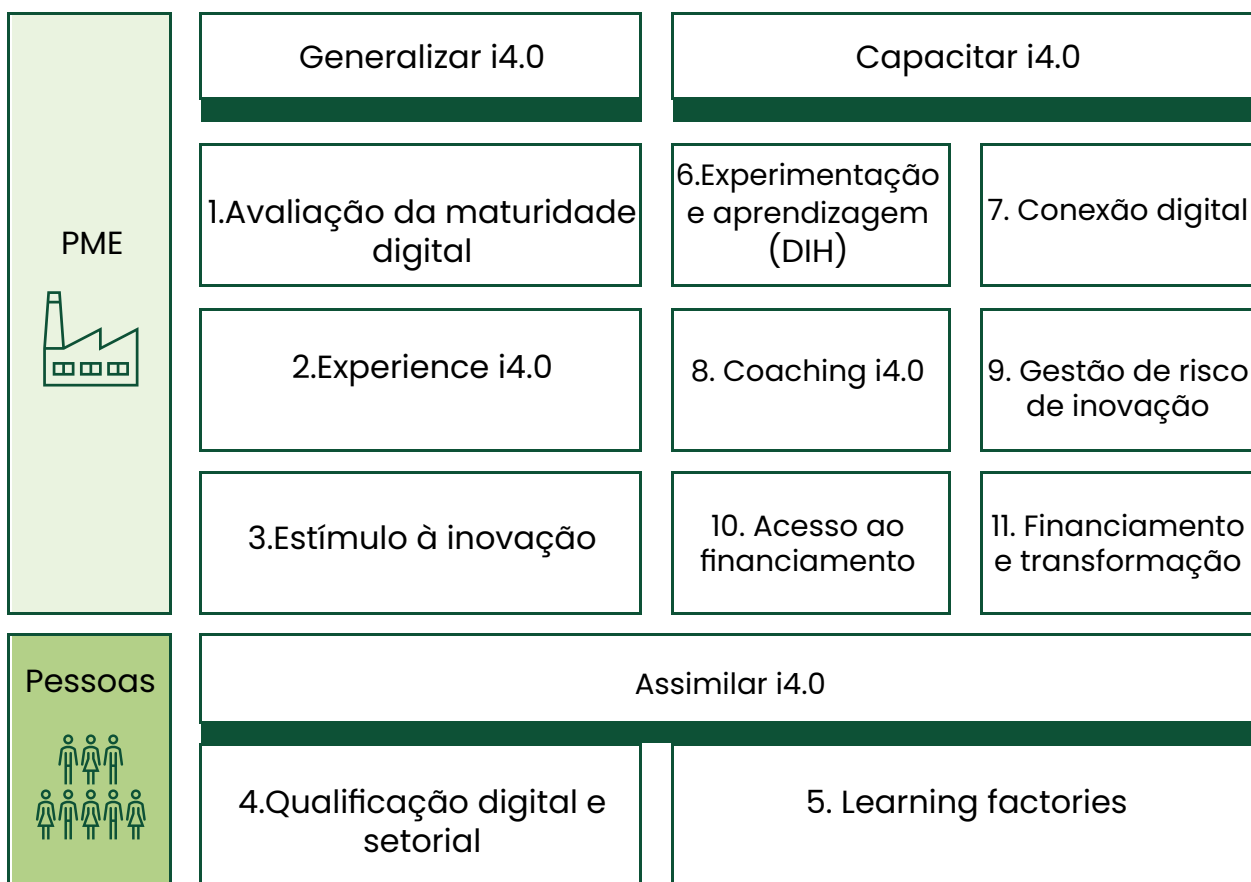 PME
Generalizar i4.0
Capacitar i4.0
1.Avaliação da maturidade
digital
6.Experimentação
e aprendizagem
(DIH)
7. Conexão digital
2.Experience i4.0
8. Coaching i4.0
9. Gestão de risco
de inovação
3.Estímulo à inovação
10. Acesso ao
financiamento
11. Financiamento
e transformação
Pessoas
Assimilar i4.0
4.Qualificação digital e
setorial
5. Learning factories